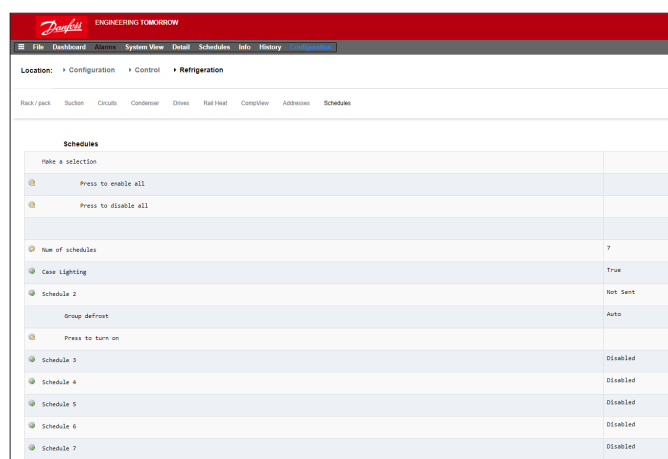 Danfoss ENGINEERING TOMORROW
File Dashboard Alarms System View Detail Schedules Info History Configuration
Location: Configuration Control Refrigeration
Rack / pack Suction Circuits Condenser Drives Rail Heat CompView Addresses Schedules
Schedules
Make a selection
Press to enable all
Press to disable all
Num of schedules 7
Case Lighting True
Schedule 2 Not Sent
Group defrost Auto
Press to turn on
Schedule 3 Disabled
Schedule 4 Disabled
Schedule 5 Disabled
Schedule 6 Disabled
Schedule 7 Disabled